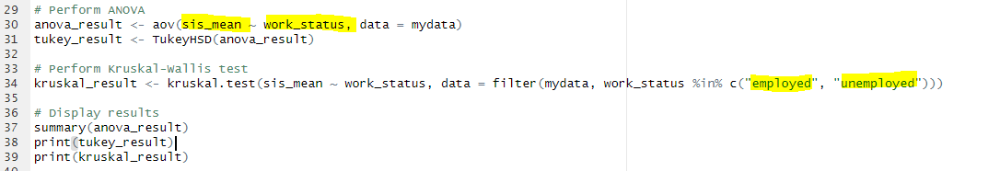 29 # Perform ANOVA
30 anova_result <- aov(sis_mean ~ work_status, data = mydata)
31 tukey_result <- TukeyHSD(anova_result)
32
33 # Perform Kruskal-Wallis test
34 kruskal_result <- kruskal.test(sis_mean ~ work_status, data = filter(mydata, work_status %in% c("employed", "unemployed")))
35
36 # Display results
37 summary(anova_result)
38 print(tukey_result)
39 print(kruskal_result)